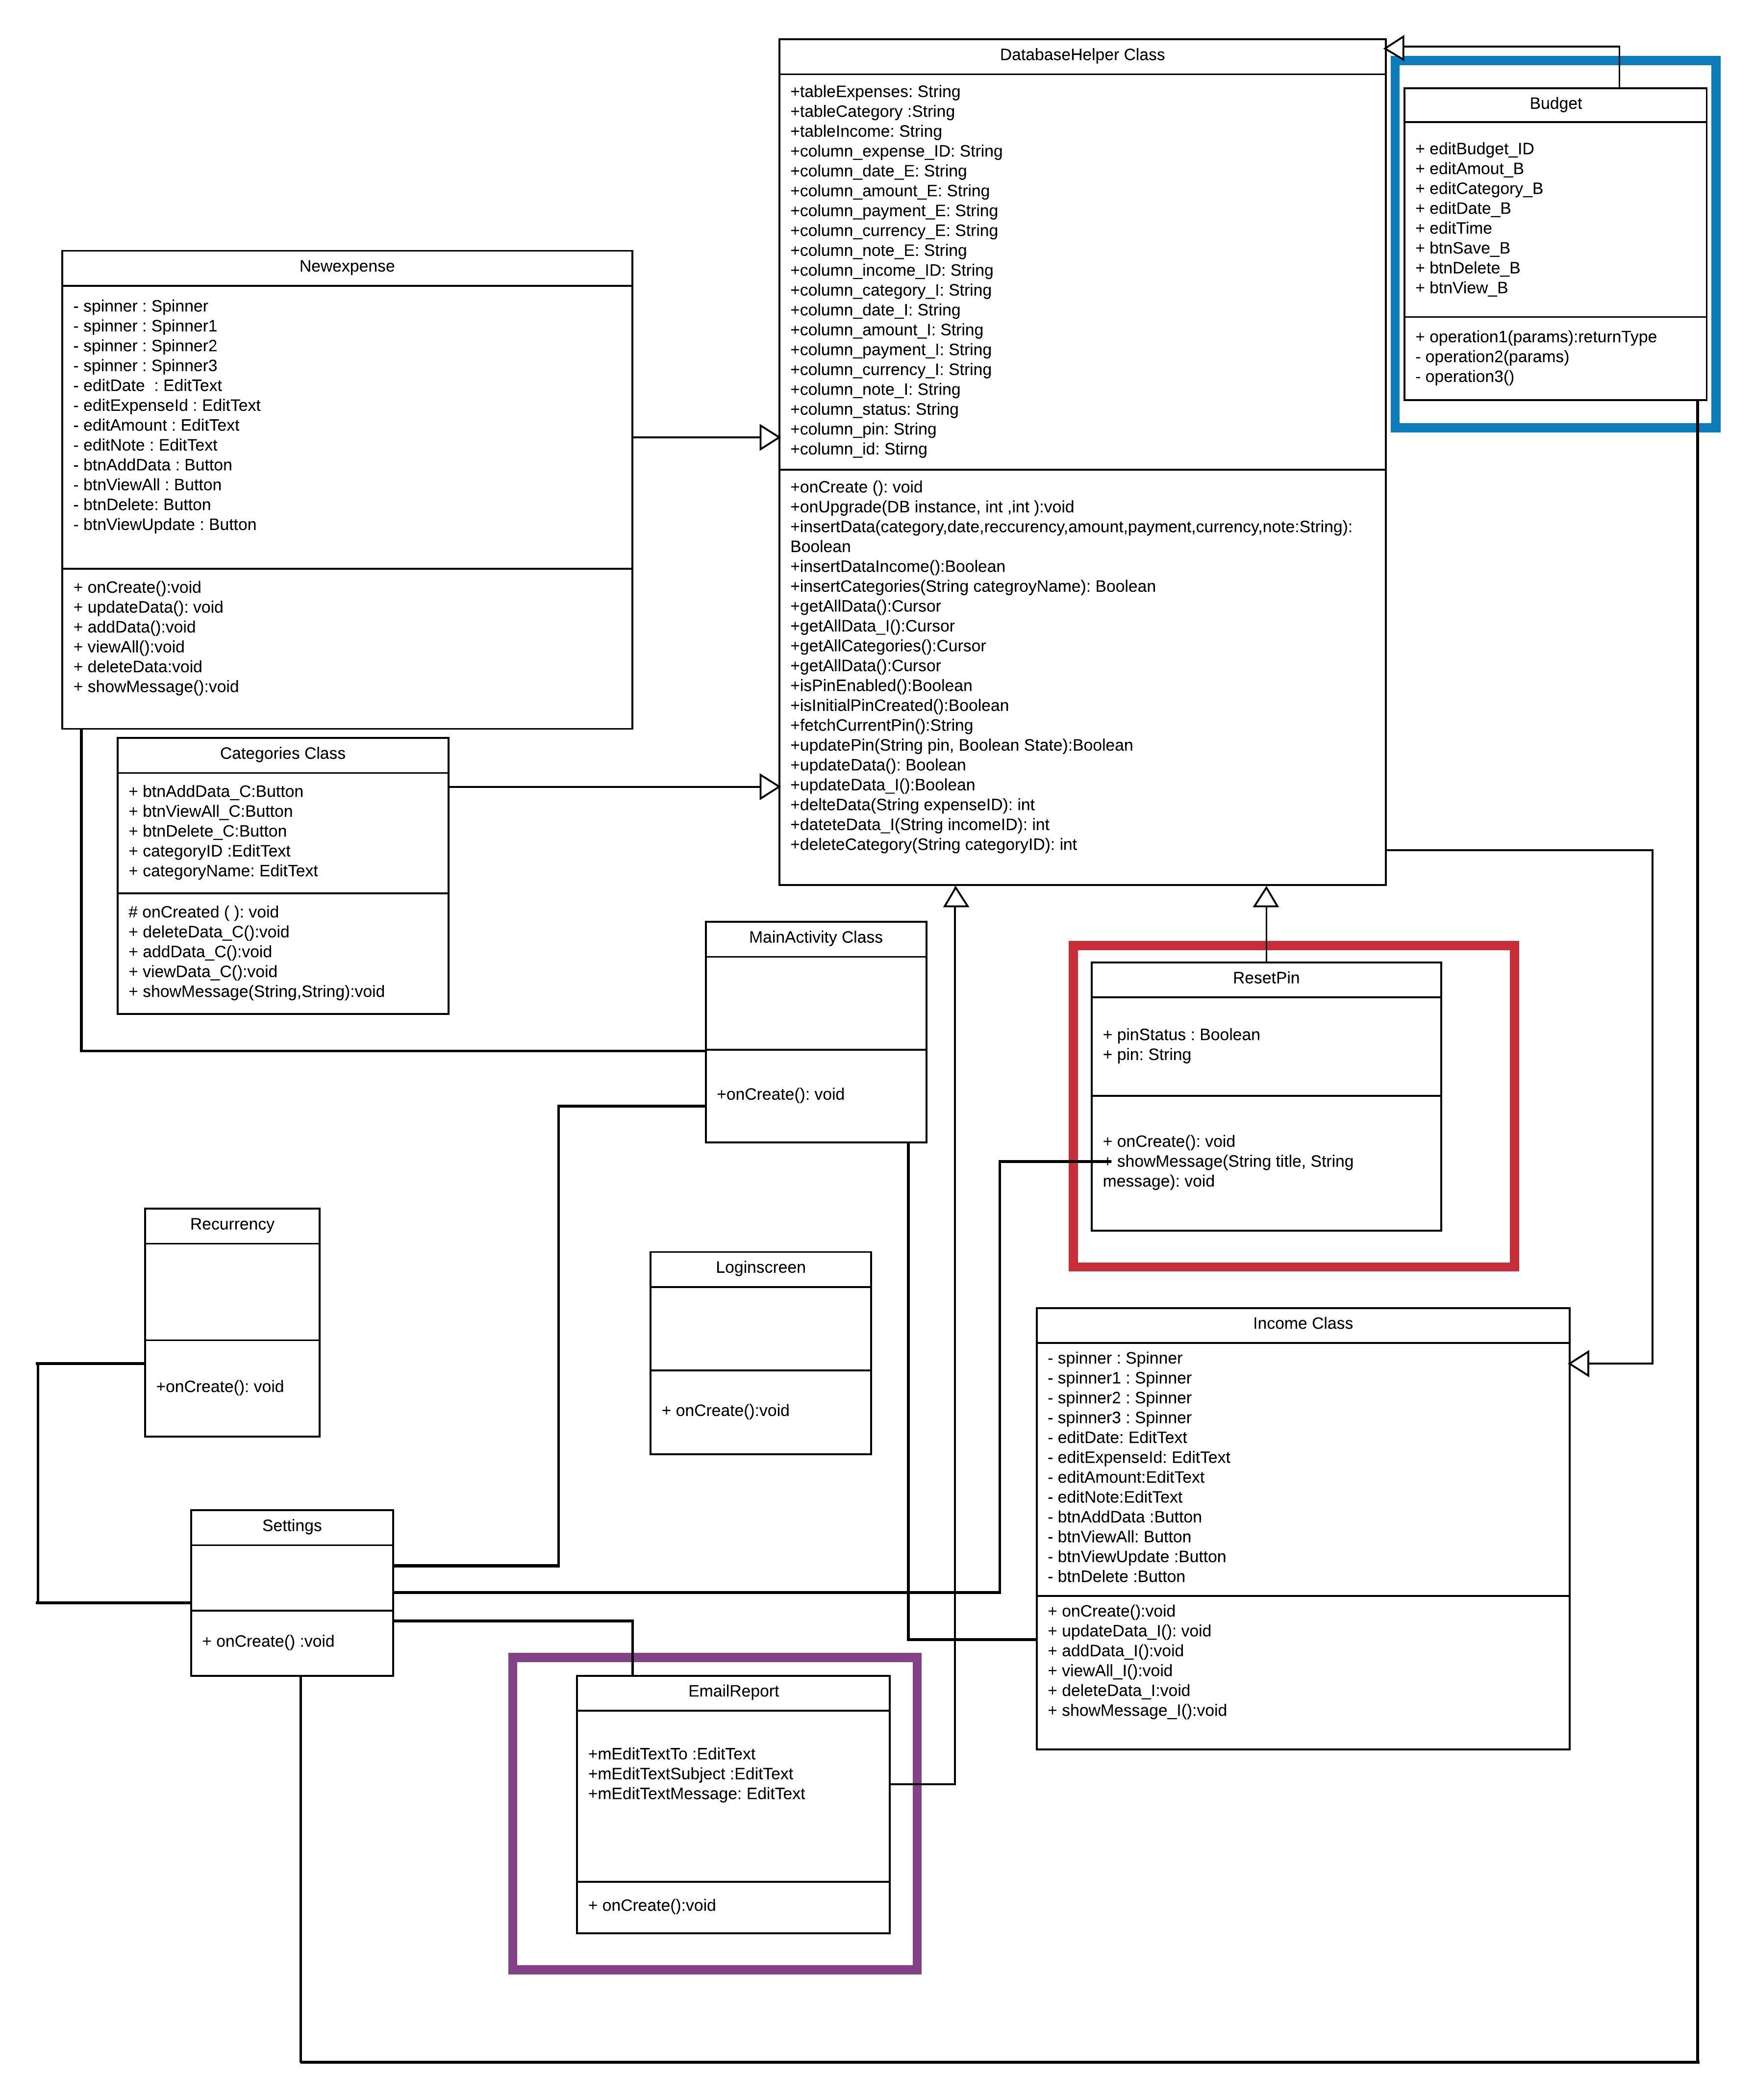 DatabaseHelper Class
+tableExpenses: String
+tableCategory :String
+tableIncome: String
+column_expense_ID: String
+column_date_E: String
+column_amount_E: String
+column_payment_E: String
+column_currency_E: String
+column_note_E: String
+column_income_ID: String
+column_category_I: String
+column_date_I: String
+column_amount_I: String
+column_payment_I: String
+column_currency_I: String
+column_note_I: String
+column_status: String
+column_pin: String
+column_id: Stirng
+onCreate (): void
+onUpgrade(DB instance, int ,int ):void
+insertData(category,date,reccurency,amount,payment,currency,note:String):
Boolean
+insertDataIncome():Boolean
+insertCategories(String categroyName): Boolean
+getAllData():Cursor
+getAllData_I():Cursor
+getAllCategories():Cursor
+getAllData():Cursor
+isPinEnabled():Boolean
+isInitialPinCreated():Boolean
+fetchCurrentPin():String
+updatePin(String pin, Boolean State):Boolean
+updateData(): Boolean
+updateData_I():Boolean
+delteData(String expenseID): int
+dateteData_I(String incomeID): int
+deleteCategory(String categoryID): int
Budget
+ editBudget_ID
+ editAmout_B
+ editCategory_B
+ editDate_B
+ editTime
+ btnSave_B
+ btnDelete_B
+ btnView_B
+ operation1(params):returnType
- operation2(params)
- operation3()
Newexpense
- spinner : Spinner
- spinner : Spinner1
- spinner : Spinner2
- spinner : Spinner3
- editDate  : EditText
- editExpenseId : EditText
- editAmount : EditText
- editNote : EditText
- btnAddData : Button
- btnViewAll : Button
- btnDelete: Button
- btnViewUpdate : Button
+ onCreate():void
+ updateData(): void
+ addData():void
+ viewAll():void
+ deleteData:void
+ showMessage():void
Categories Class
+ btnAddData_C:Button
+ btnViewAll_C:Button
+ btnDelete_C:Button
+ categoryID :EditText
+ categoryName: EditText
# onCreated ( ): void
+ deleteData_C():void
+ addData_C():void
+ viewData_C():void
+ showMessage(String,String):void
MainActivity Class
+onCreate(): void
ResetPin
+ pinStatus : Boolean
+ pin: String
+ onCreate(): void
+ showMessage(String title, String
message): void
Recurrency
+onCreate(): void
Loginscreen
+ onCreate():void
Income Class
- spinner : Spinner
- spinner1 : Spinner
- spinner2 : Spinner
- spinner3 : Spinner
- editDate: EditText
- editExpenseId: EditText
- editAmount:EditText
- editNote:EditText
- btnAddData :Button
- btnViewAll: Button
- btnViewUpdate :Button
- btnDelete :Button
+ onCreate():void
+ updateData_I(): void
+ addData_I():void
+ viewAll_I():void
+ deleteData_I:void
+ showMessage_I():void
Settings
+ onCreate() :void
EmailReport
+mEditTextTo :EditText
+mEditTextSubject :EditText
+mEditTextMessage: EditText
+ onCreate():void